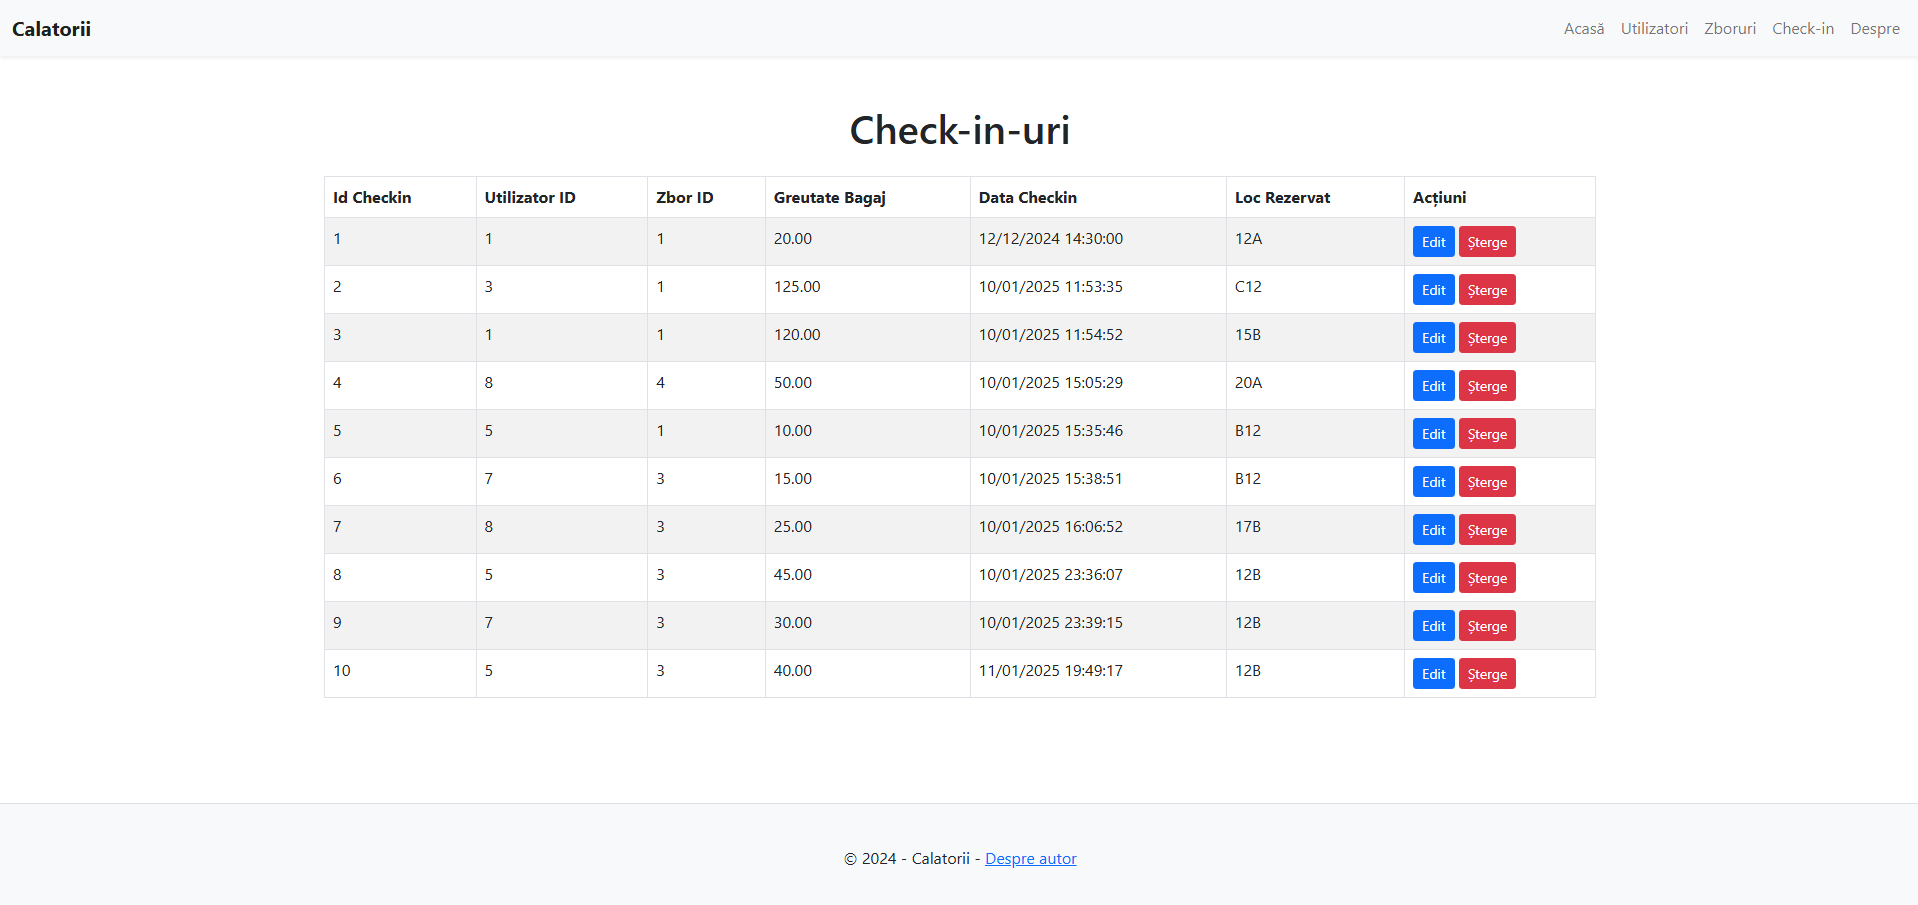 Calatorii Acasă Utilizatori Zboruri Check-in Despre
Check-in-uri
Id Checkin Utilizator ID Zbor ID Greutate Bagaj Data Checkin Loc Rezervat Acțiuni
1 1 1 20.00 12/12/2024 14:30:00 12A Edit Șterge
2 3 1 125.00 10/01/2025 11:53:35 C12 Edit Șterge
3 1 1 120.00 10/01/2025 11:54:52 15B Edit Șterge
4 8 4 50.00 10/01/2025 15:05:29 20A Edit Șterge
5 5 1 10.00 10/01/2025 15:35:46 B12 Edit Șterge
6 7 3 15.00 10/01/2025 15:38:51 B12 Edit Șterge
7 8 3 25.00 10/01/2025 16:06:52 17B Edit Șterge
8 5 3 45.00 10/01/2025 23:36:07 12B Edit Șterge
9 7 3 30.00 10/01/2025 23:39:15 12B Edit Șterge
10 5 3 40.00 11/01/2025 19:49:17 12B Edit Șterge
© 2024 - Calatorii - Despre autor